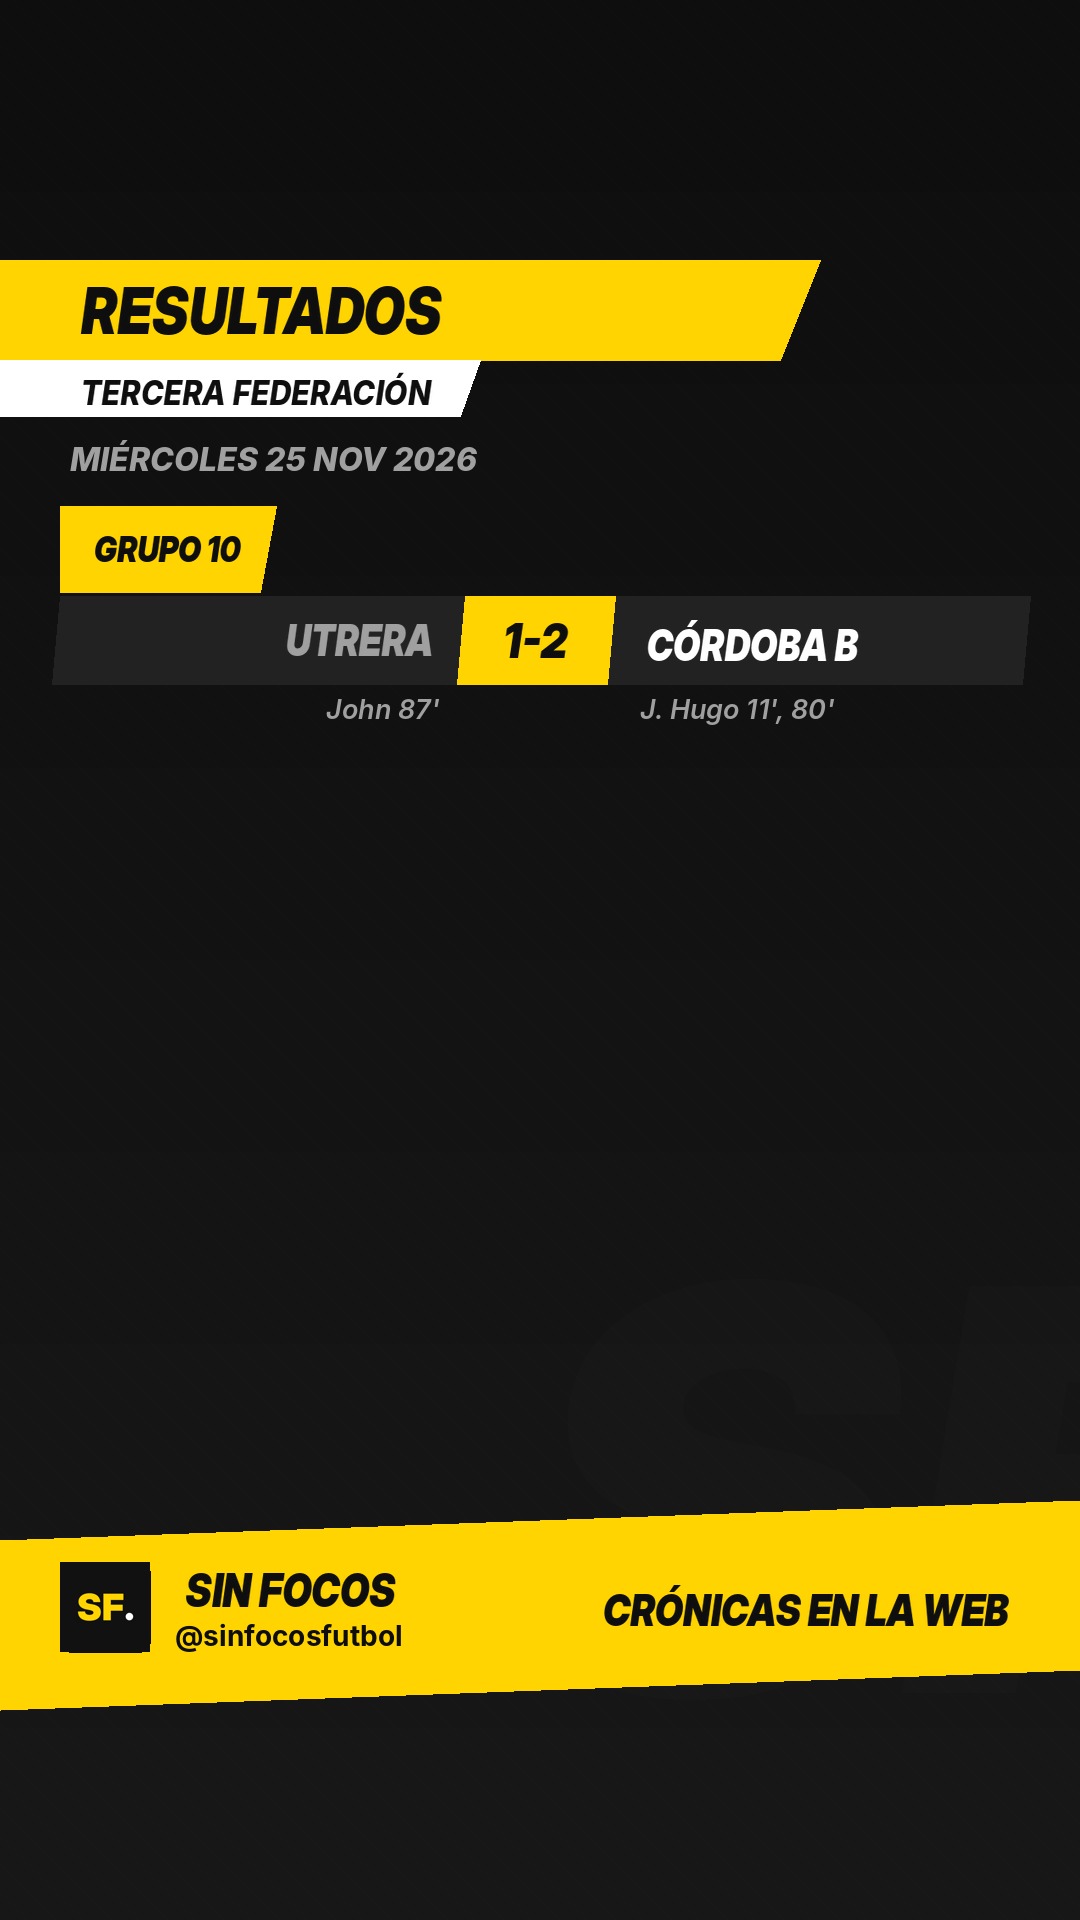 RESULTADOS
TERCERA FEDERACIÓN
MIÉRCOLES 25 NOV 2026
GRUPO 10
UTRERA 1-2 CÓRDOBA B
John 87' J. Hugo 11', 80'
SF
SF. SIN FOCOS
@sinfocosfutbol
CRÓNICAS EN LA WEB